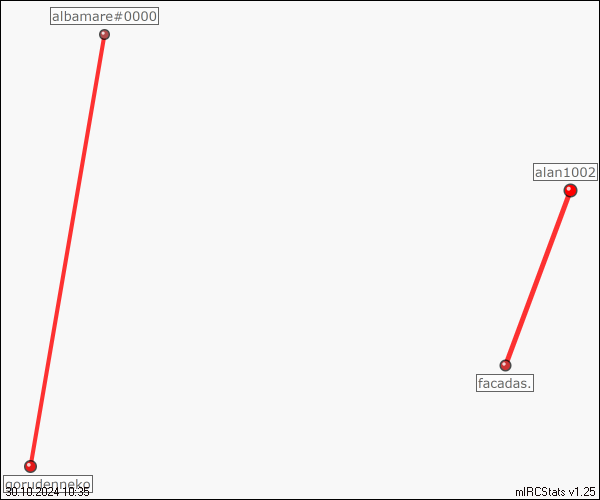 albamare#0000
alan1002
facadas.
gorudenneko
30.10.2024 10:35
mIRCStats v1.25